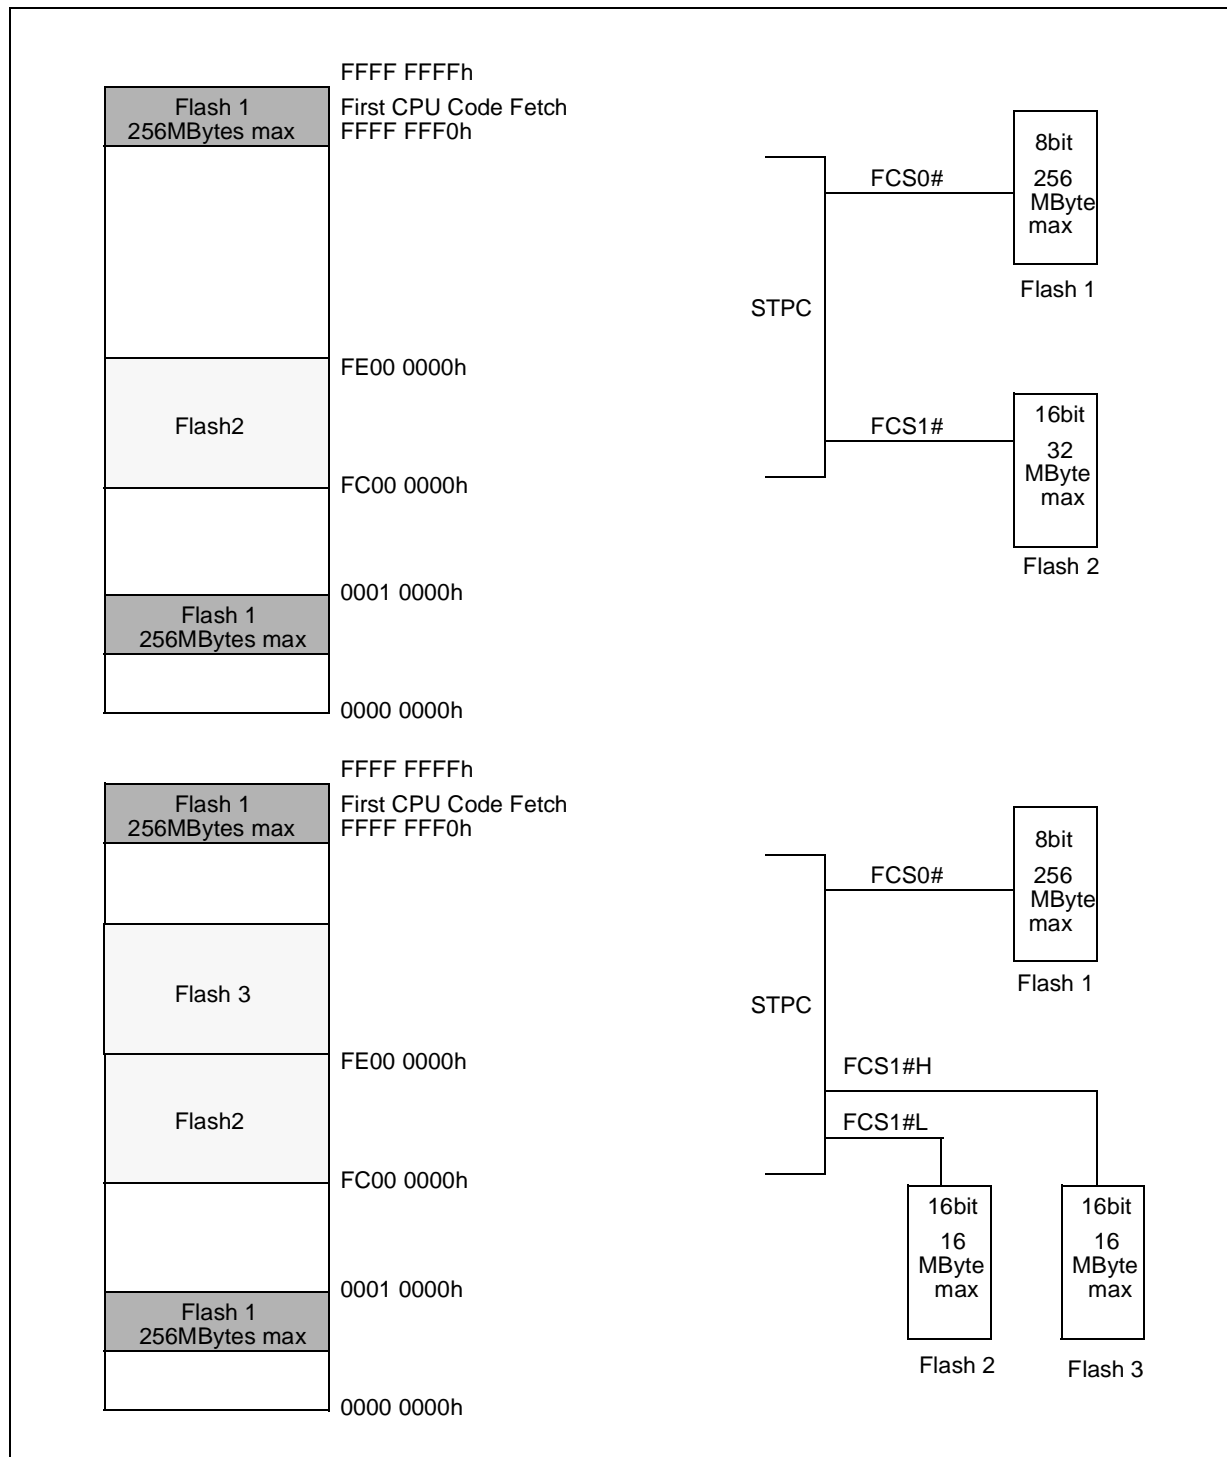 FFFF FFFFh
Flash 1
256MBytes max
First CPU Code Fetch
FFFF FFF0h
FE00 0000h
Flash2
FC00 0000h
0001 0000h
Flash 1
256MBytes max
0000 0000h
STPC
FCS0#
8bit
256
MByte
max
Flash 1
FCS1#
16bit
32
MByte
max
Flash 2
FFFF FFFFh
Flash 1
256MBytes max
First CPU Code Fetch
FFFF FFF0h
Flash 3
FE00 0000h
Flash2
FC00 0000h
0001 0000h
Flash 1
256MBytes max
0000 0000h
STPC
FCS0#
8bit
256
MByte
max
Flash 1
FCS1#H
FCS1#L
16bit
16
MByte
max
Flash 2
16bit
16
MByte
max
Flash 3